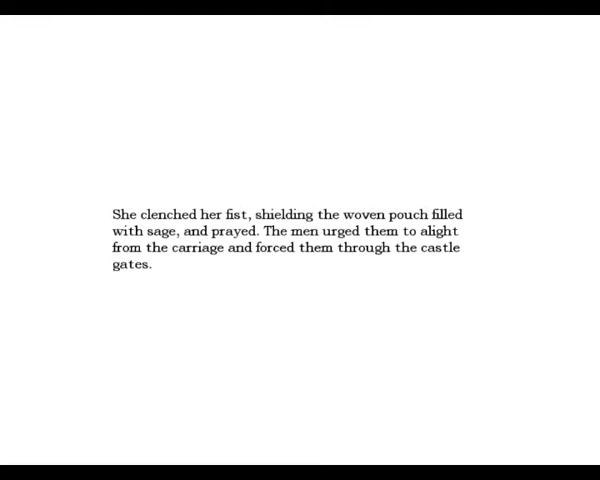 She clenched her fist, shielding the woven pouch filled
with sage, and prayed. The men urged them to alight
from the carriage and forced them through the castle
gates.